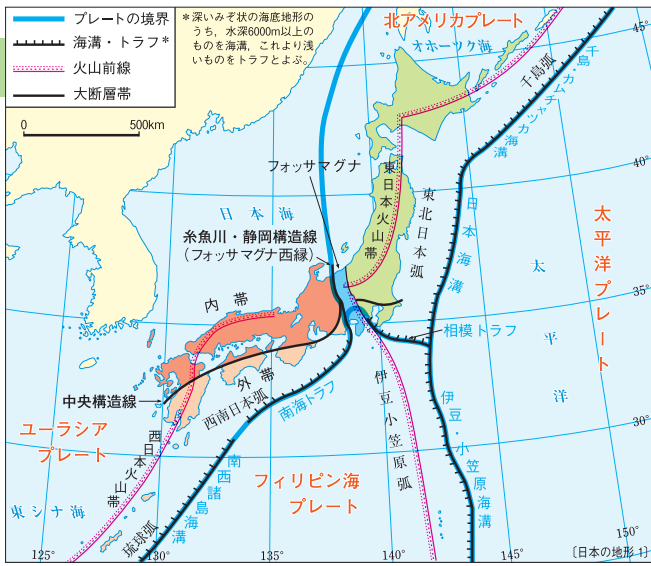 プレートの境界
海溝・トラフ*
火山前線
大断層帯
*深いみぞ状の海底地形の
うち，水深6000m以上の
ものを海溝，これより浅
いものをトラフとよぶ。
0 500km
北アメリカプレート
オホーツク海
45°
千島・カムチャツカ海溝
千島弧
40°
フォッサマグナ
東日本火山帯
東北日本弧
日本海溝
太平洋プレート
日本海
糸魚川・静岡構造線
(フォッサマグナ西縁)
太平洋
35°
内帯
相模トラフ
外帯
中央構造線
西南日本弧
南海トラフ
伊豆小笠原弧
伊豆・小笠原海溝
30°
ユーラシア
プレート
西日本火山帯
フィリピン海
プレート
南西諸島海溝
東シナ海
琉球弧
125°
130°
135°
140°
145°
150°
〔日本の地形 1〕